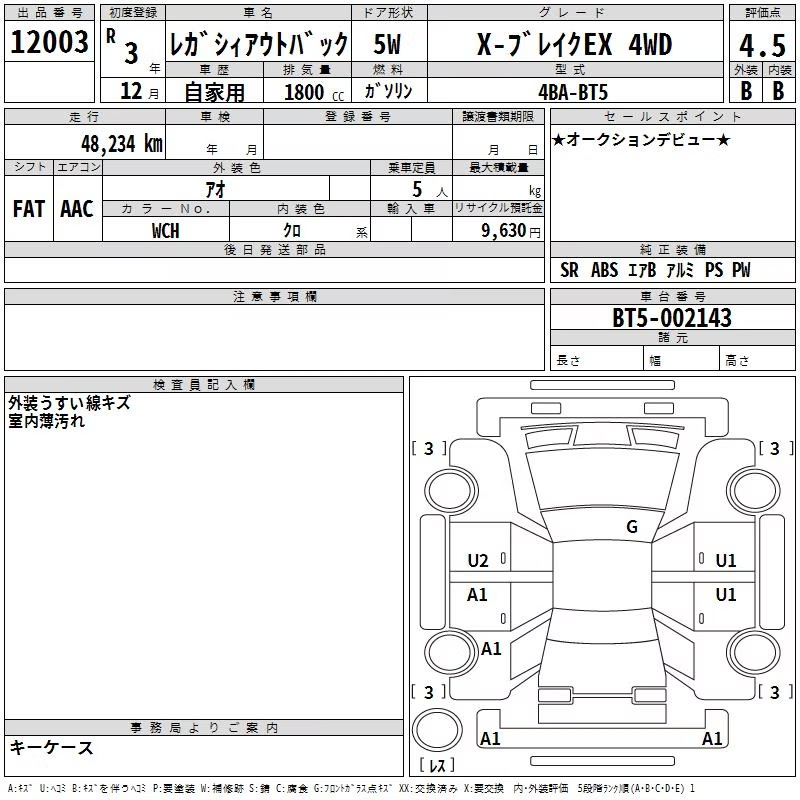 出品番号
12003
初度登録
R 3 年
12 月
車名
ﾚｶﾞｼｨｱｳﾄﾊﾞｯｸ
ドア形状
5W
グレード
X-ﾌﾞﾚｲｸEX 4WD
評価点
4.5
車歴
自家用
排気量
1800 CC
燃料
ｶﾞｿﾘﾝ
型式
4BA-BT5
外装 内装
B B
走行
48,234 km
車検
年 月
登録番号
譲渡書類期限
月 日
セールスポイント
★オークションデビュー★
シフト
FAT
エアコン
AAC
外装色
ｱｵ
乗車定員
5 人
最大積載量
kg
カラーNo.
WCH
内装色
ｸﾛ 系
輸入車
リサイクル預託金
9,630 円
後日発送部品
純正装備
SR ABS ｴｱB ｱﾙﾐ PS PW
注意事項欄
車台番号
BT5-002143
諸元
長さ 幅 高さ
検査員記入欄
外装うすい線キズ
室内薄汚れ
[ 3 ] [ 3 ]
G
U2 U1
A1 U1
A1
[ 3 ] [ 3 ]
A1 A1
[ ﾚｽ ]
事務局よりご案内
キーケース
A:ｷｽﾞ U:ﾍｺﾐ B:ｷｽﾞを伴うﾍｺﾐ P:要塗装 W:補修跡 S:錆 C:腐食 G:ﾌﾛﾝﾄｶﾞﾗｽ点ｷｽﾞ XX:交換済み X:要交換 内・外装評価 5段階ﾗﾝｸ順(A･B･C･D･E) 1